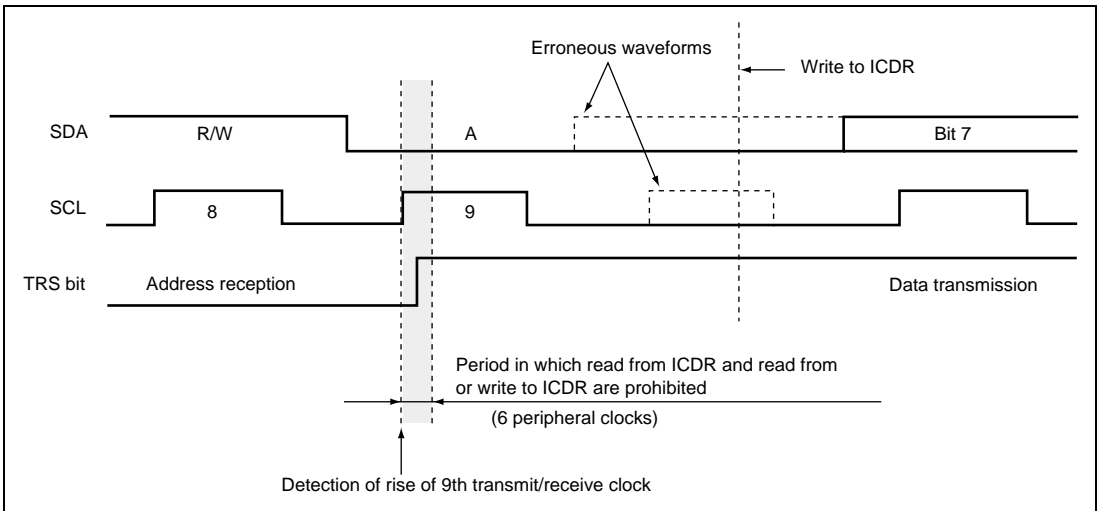 Erroneous waveforms
Write to ICDR
SDA
R/W
A
Bit 7
SCL
8
9
TRS bit
Address reception
Data transmission
Period in which read from ICDR and read from
or write to ICDR are prohibited
(6 peripheral clocks)
Detection of rise of 9th transmit/receive clock